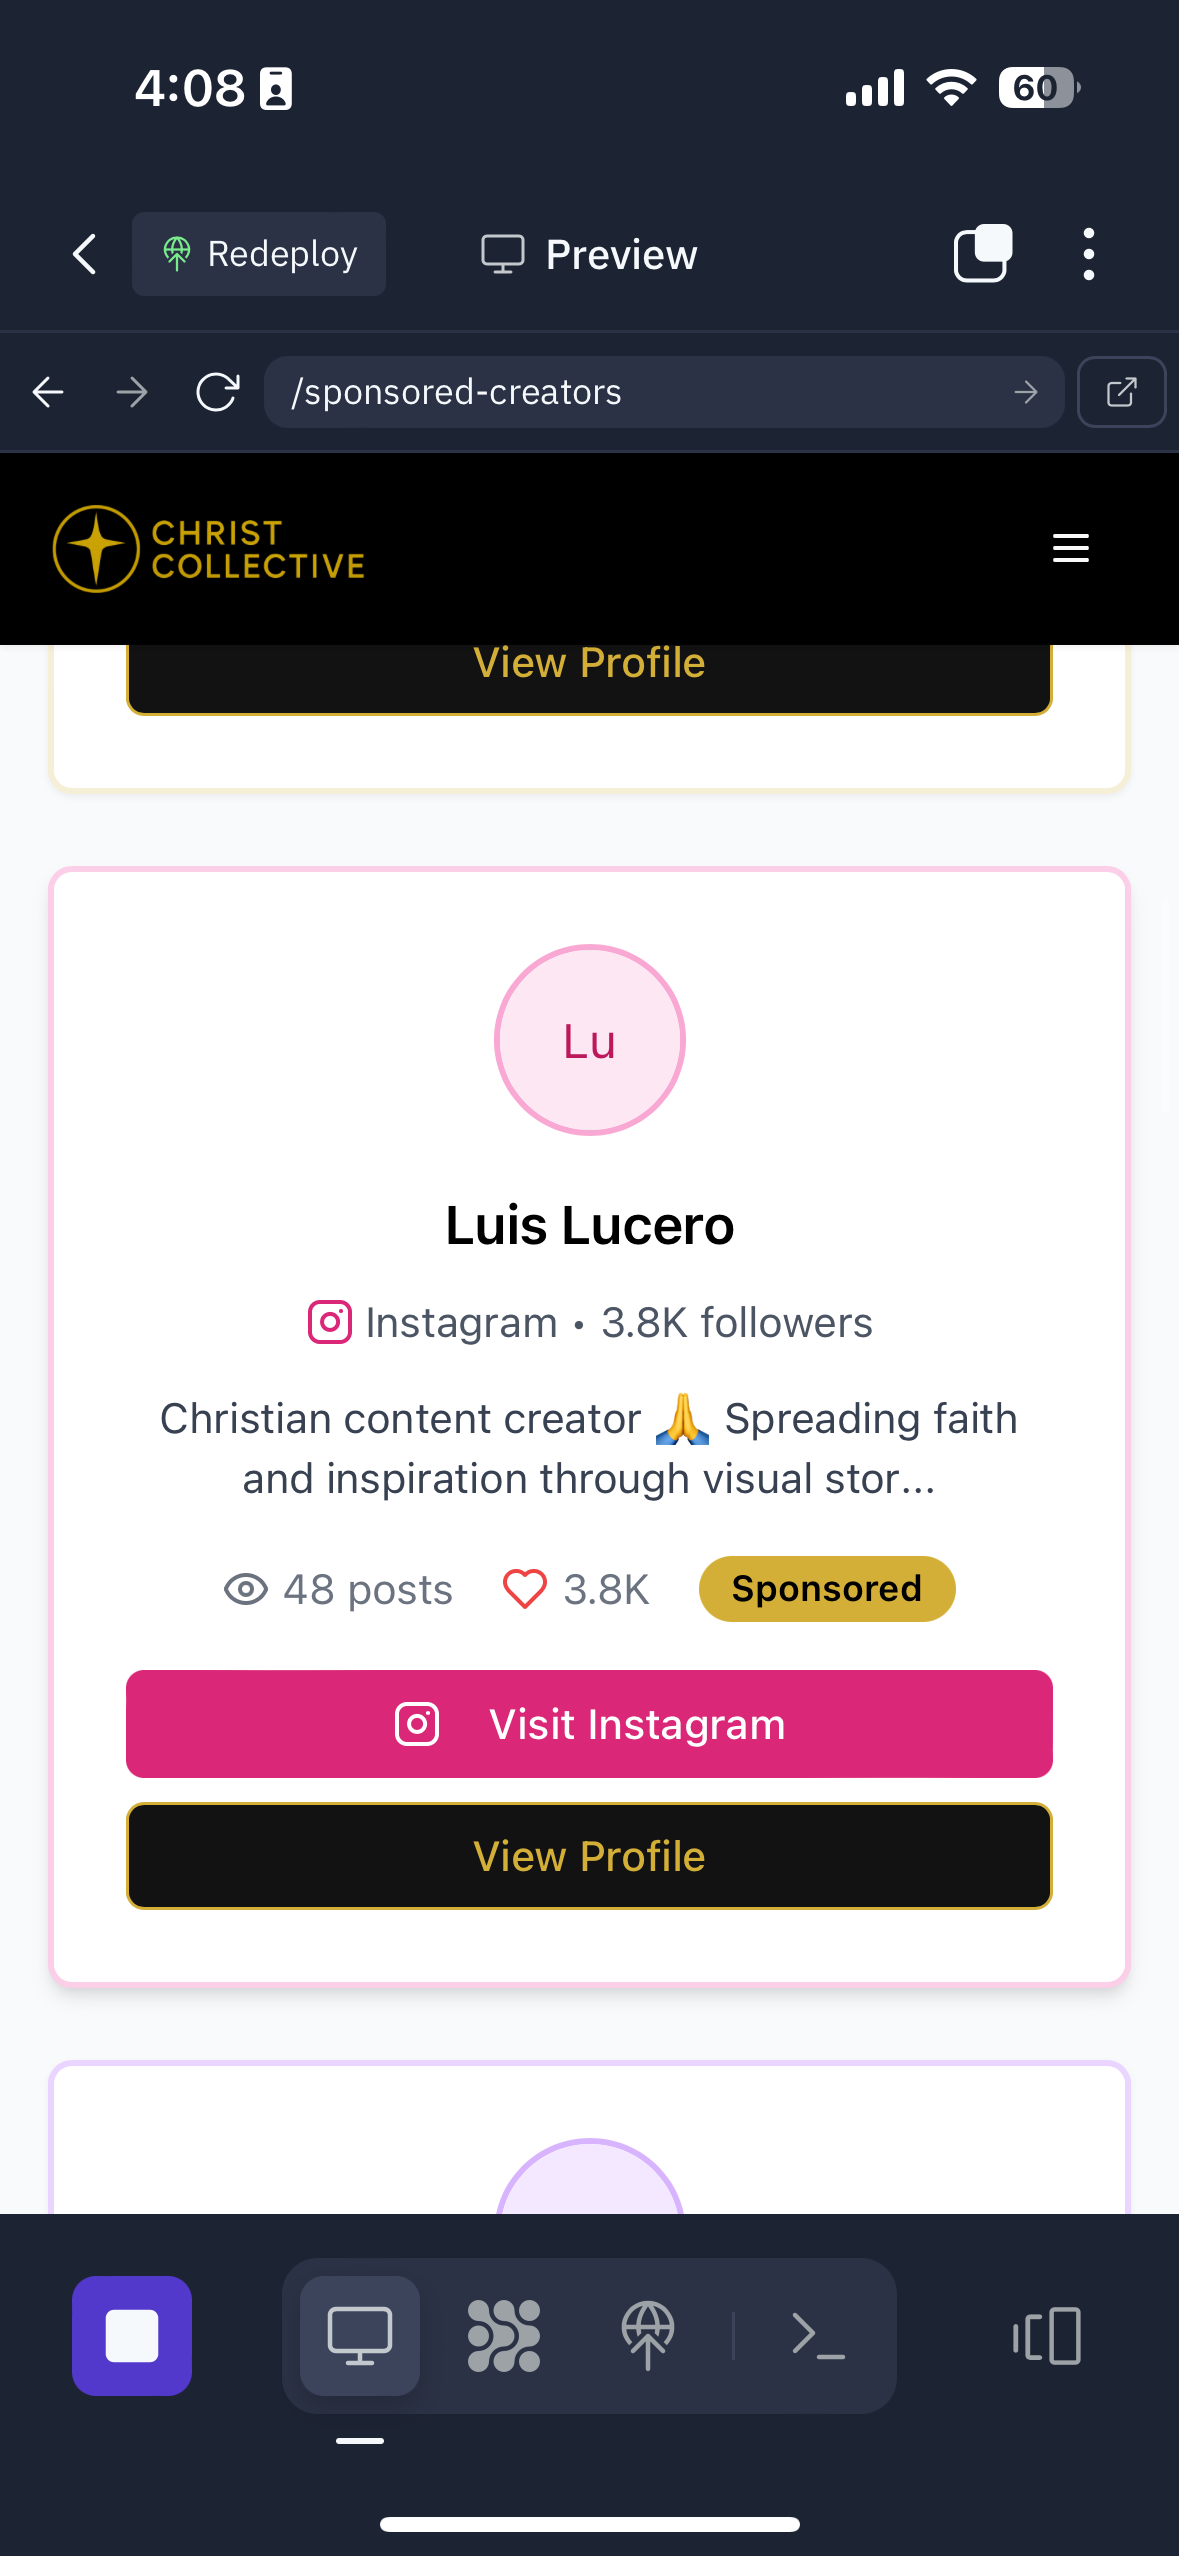 4:08
60
Redeploy
Preview
/sponsored-creators
CHRIST
COLLECTIVE
View Profile
Lu
Luis Lucero
Instagram • 3.8K followers
Christian content creator 🙏 Spreading faith
and inspiration through visual stor...
48 posts 3.8K Sponsored
Visit Instagram
View Profile